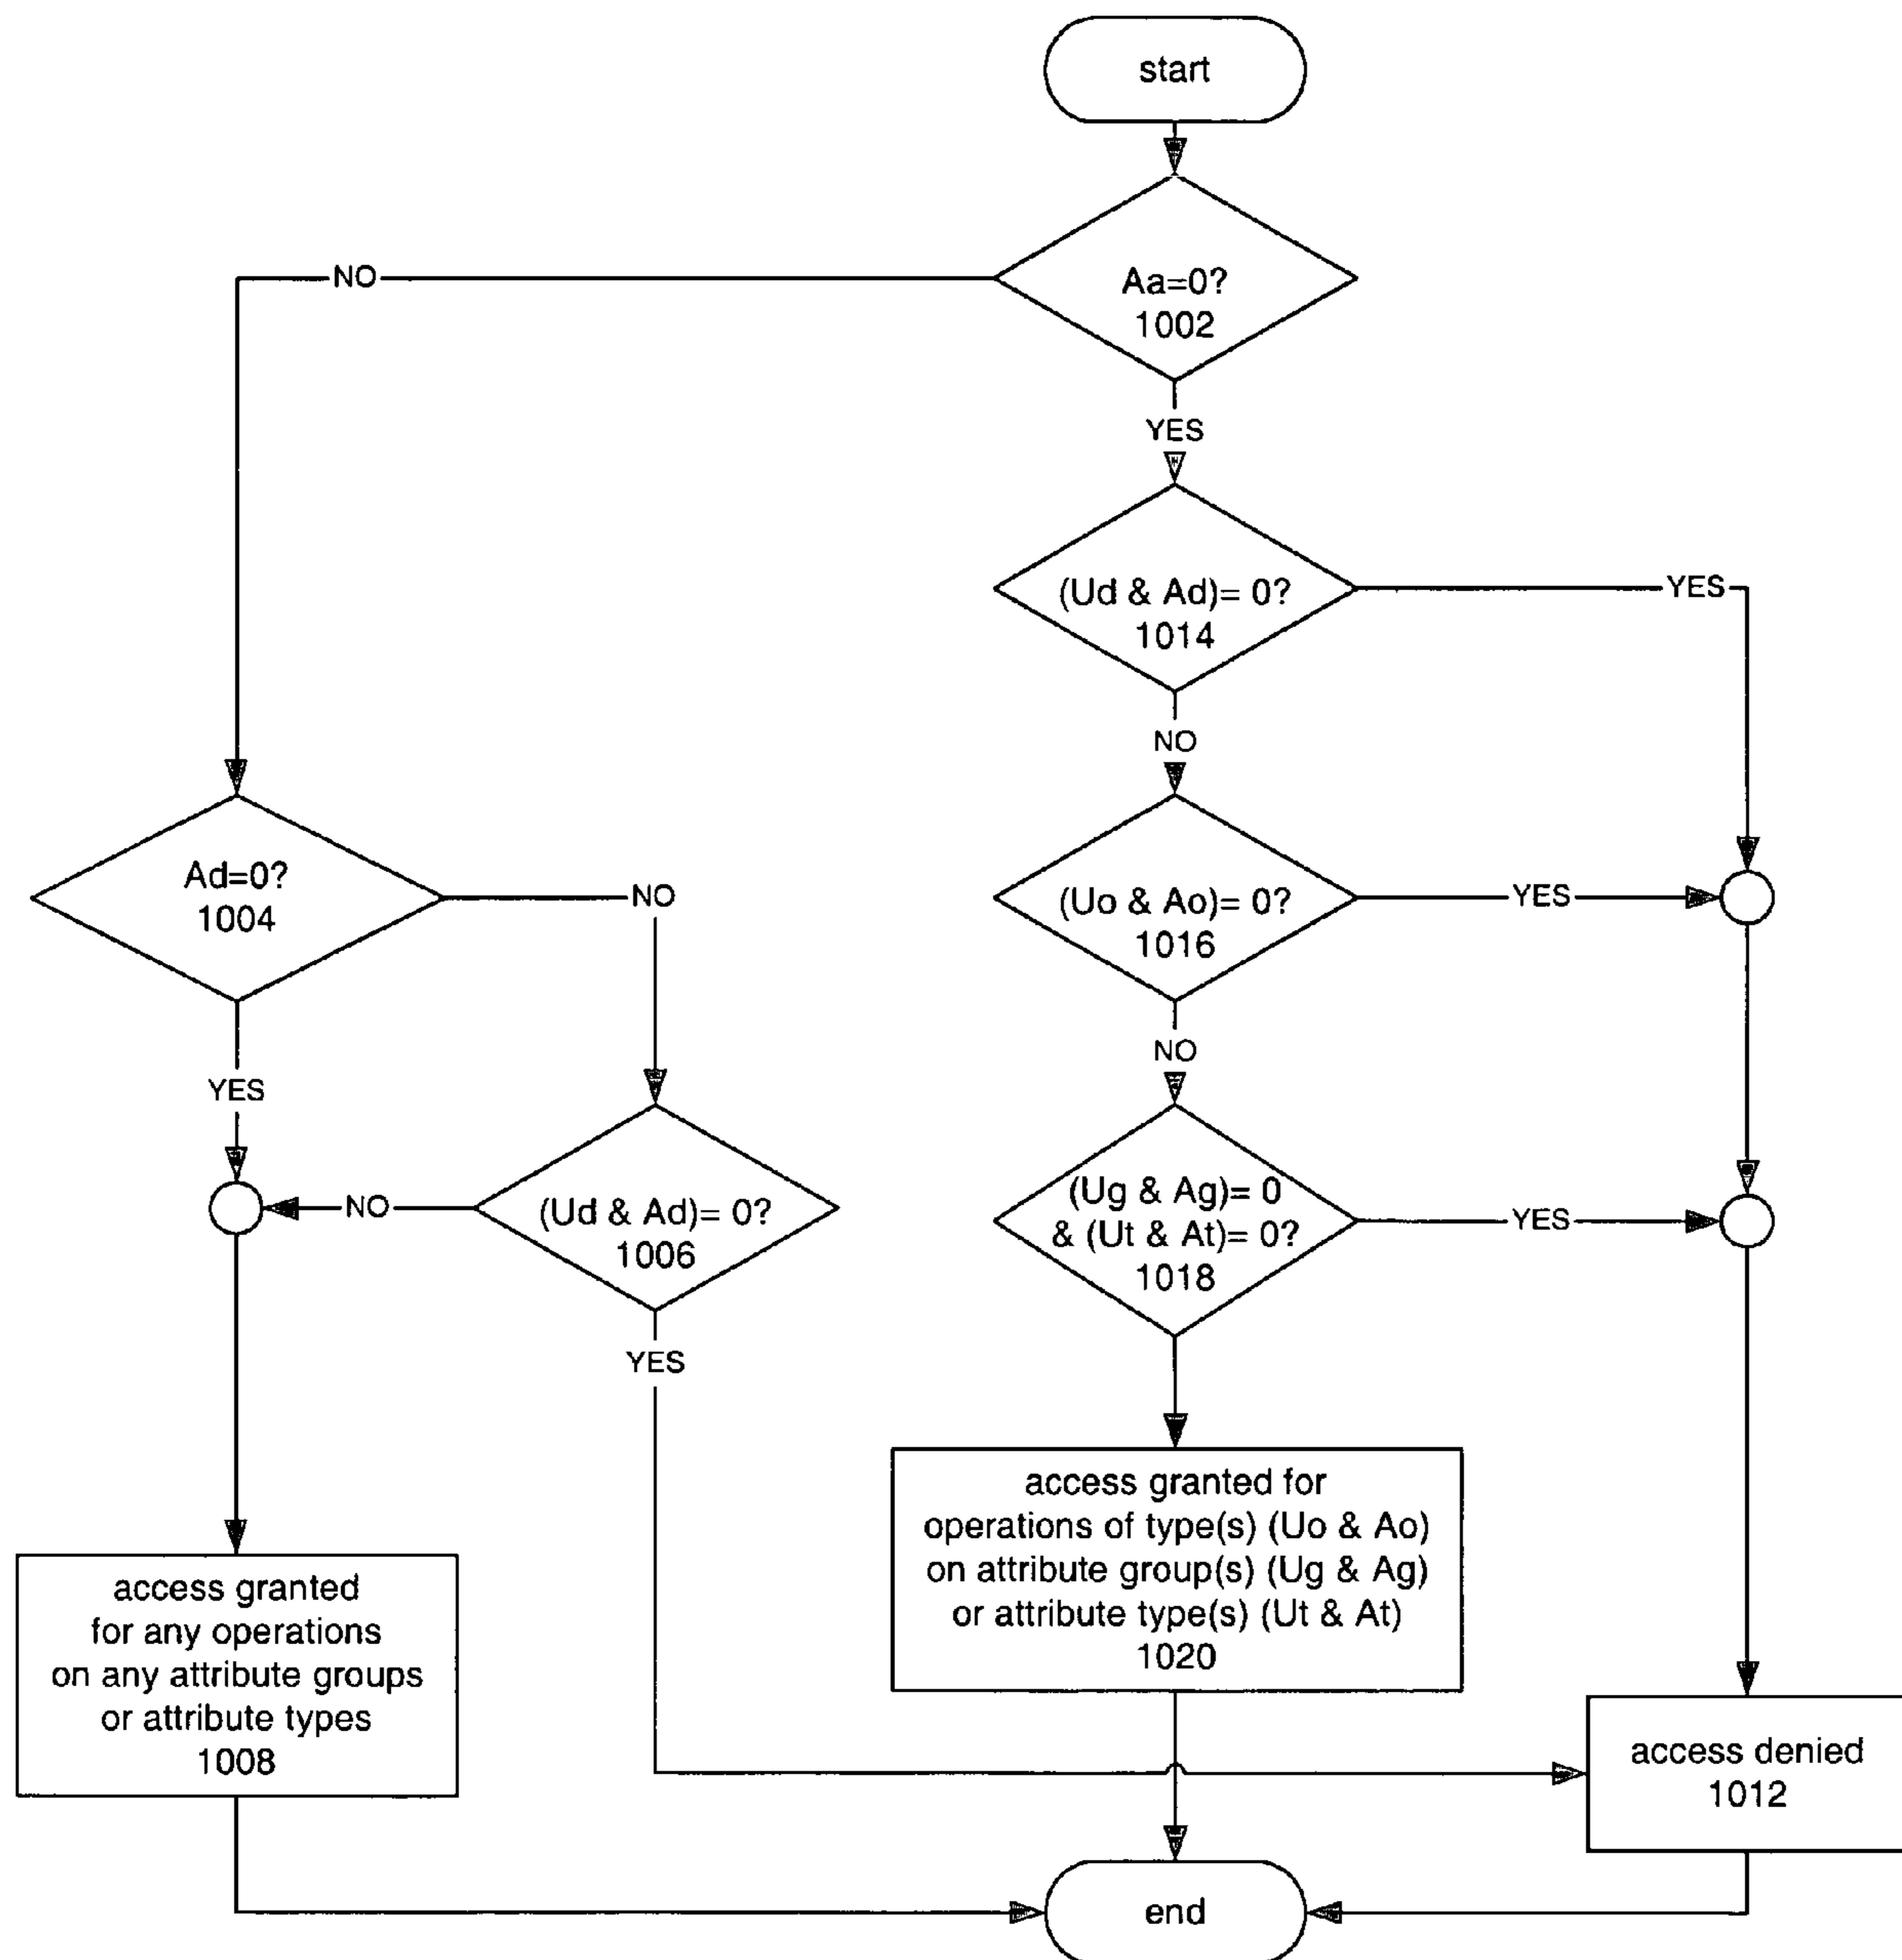 start
Aa=0?
1002
NO
YES
(Ud & Ad)= 0?
1014
YES
NO
Ad=0?
1004
NO
(Uo & Ao)= 0?
1016
YES
NO
YES
(Ug & Ag)= 0
& (Ut & At)= 0?
1018
YES
NO
(Ud & Ad)= 0?
1006
YES
access granted for
operations of type(s) (Uo & Ao)
on attribute group(s) (Ug & Ag)
or attribute type(s) (Ut & At)
1020
access granted
for any operations
on any attribute groups
or attribute types
1008
access denied
1012
end